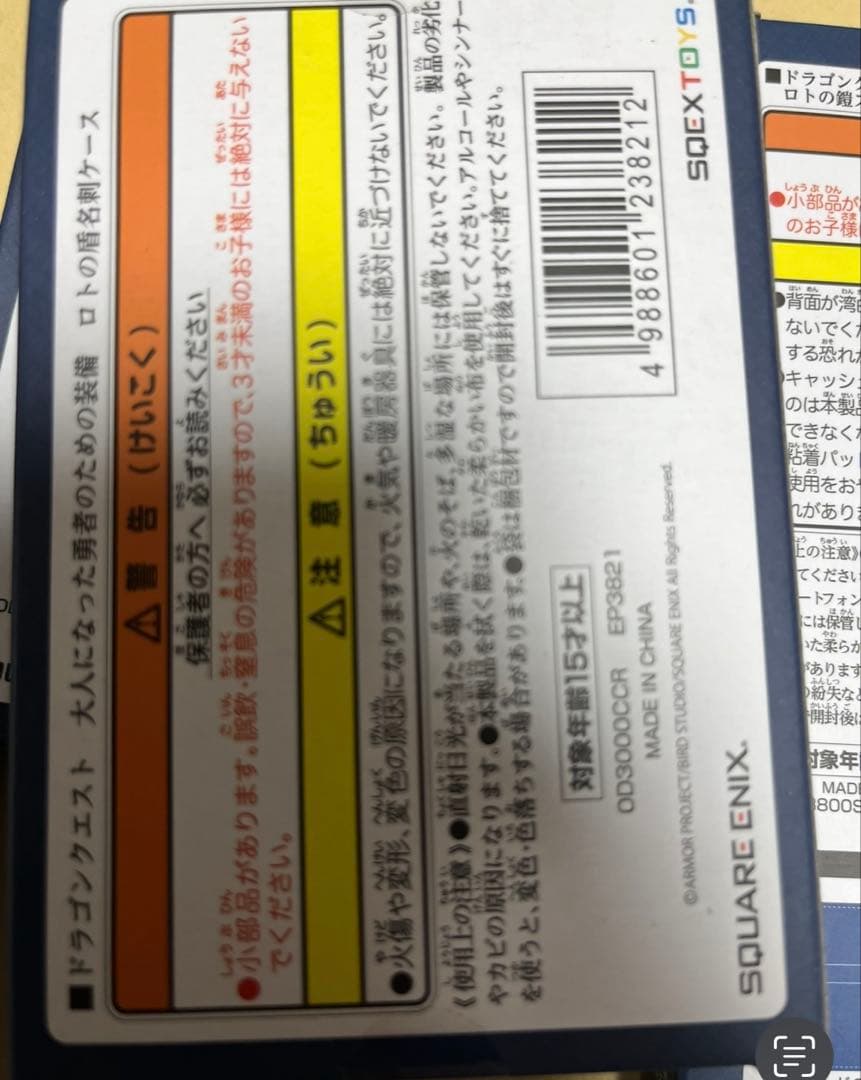 ■ドラゴンクエスト 大人になった勇者のための装備 ロトの盾名刺ケース
⚠警 告（けいこく）
保護者の方へ 必ずお読みください
●小部品があります。誤飲・窒息の危険がありますので、3才未満のお子様には絶対に与えない
でください。
⚠注 意（ちゅうい）
●火傷や変形、変色の原因になりますので、火気や暖房器具には絶対に近づけないでください。
《使用上の注意》●直射日光が当たる場所や、火のそば、多湿な場所には保管しないでください。製品の劣化
やカビの原因になります。●本製品を拭く際は、乾いた柔らかい布を使用してください。アルコールやシンナー
を使うと、変色・色落ちする場合があります。●袋は梱包材ですので開封後はすぐに捨ててください。
対象年齢15才以上
OD3000CCR EP3821
MADE IN CHINA
©ARMOR PROJECT/BIRD STUDIO/SQUARE ENIX All Rights Reserved.
4 988601 238212
SQUARE ENIX.
SQEXTOYS.
■ドラゴンク
ロトの鎧
●小部品が
のお子様
●背面が湾
ないでく
する恐れ
キャッシ
のは本製
できなく
粘着パッ
使用をお
れがあり
上の注意》
てください
ートフォン
には保管し
いた柔らか
があります
紛失な
開封後
対象年
MAD
3800S